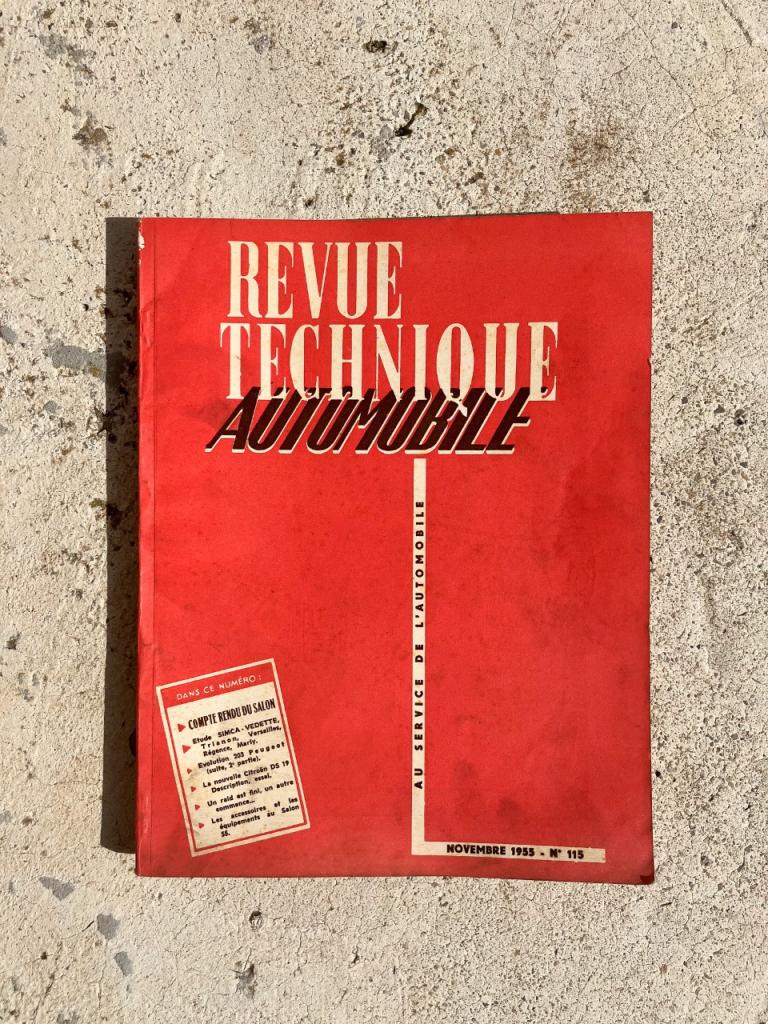 REVUE
TECHNIQUE
AUTOMOBILE
AU SERVICE DE L'AUTOMOBILE
DANS CE NUMÉRO :
COMPTE RENDU DU SALON
Etude SIMCA-VEDETTE,
Trianon, Versailles,
Régence, Marly.
Evolution 203 Peugeot
(suite, 2e partie).
La nouvelle Citroën DS 19
Description, essai.
Un raid est fini, un autre
commence...
Les accessoires et les
équipements au Salon
55.
NOVEMBRE 1955 - N° 115